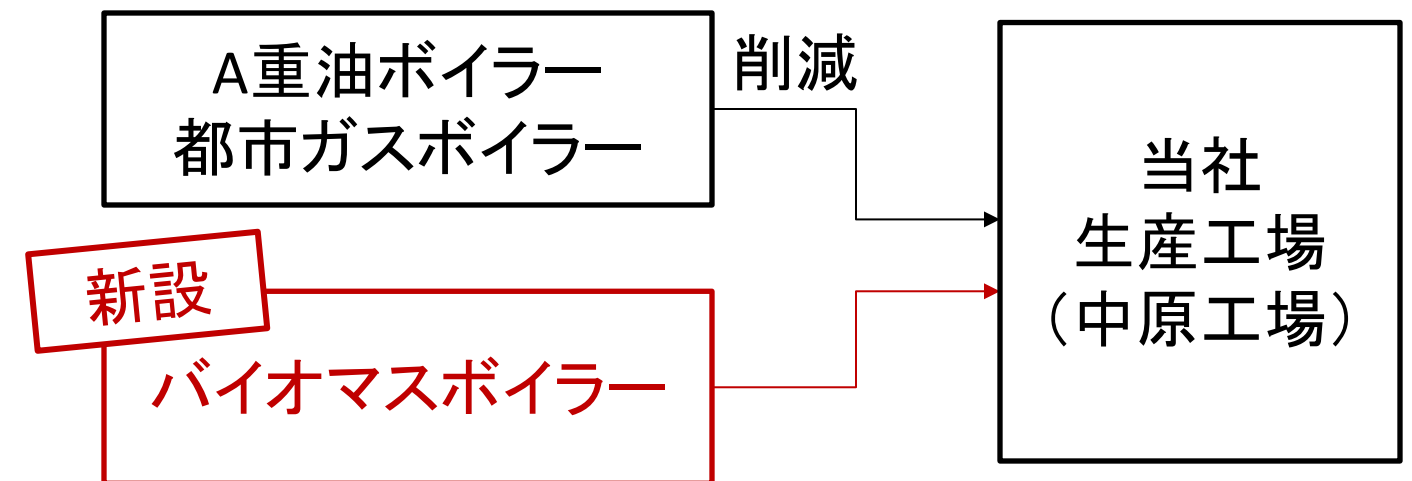 A重油ボイラー
都市ガスボイラー
削減
新設
バイオマスボイラー
当社
生産工場
（中原工場）